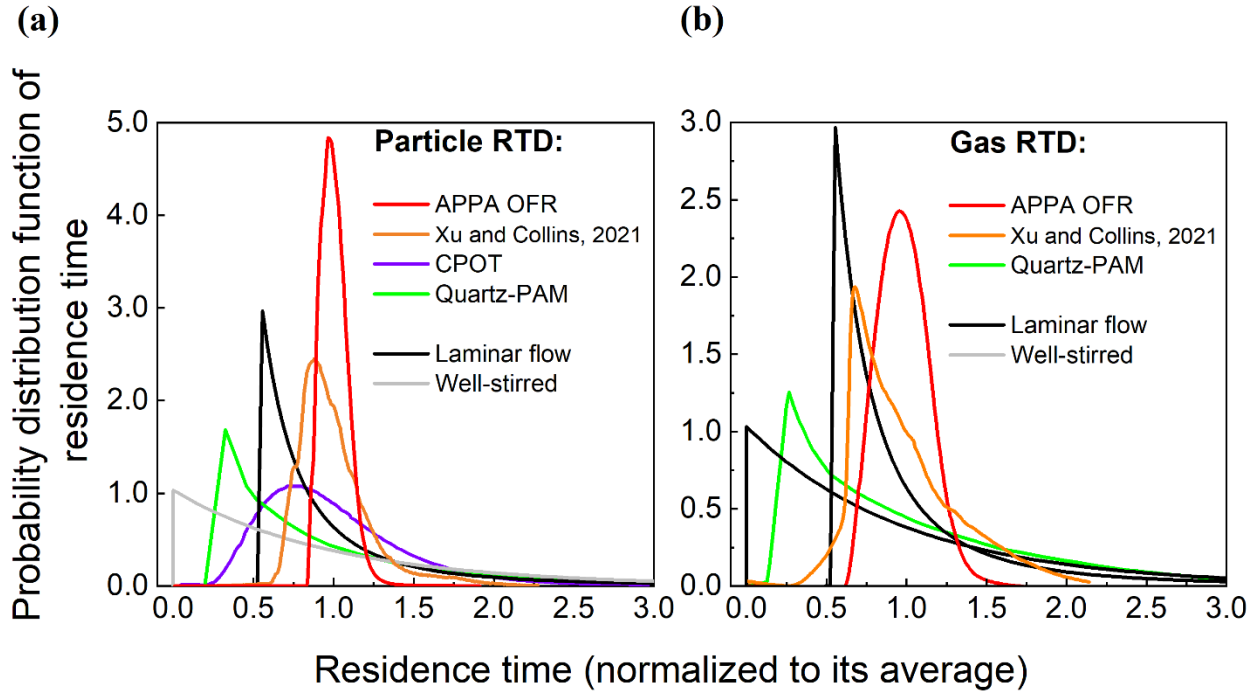 (a)
(b)
Probability distribution function of
residence time
5.0
4.0
3.0
2.0
1.0
0.0
Particle RTD:
APPA OFR
Xu and Collins, 2021
CPOT
Quartz-PAM
Laminar flow
Well-stirred
0.0 0.5 1.0 1.5 2.0 2.5 3.0
3.0
2.5
2.0
1.5
1.0
0.5
0.0
Gas RTD:
APPA OFR
Xu and Collins, 2021
Quartz-PAM
Laminar flow
Well-stirred
0.0 0.5 1.0 1.5 2.0 2.5 3.0
Residence time (normalized to its average)